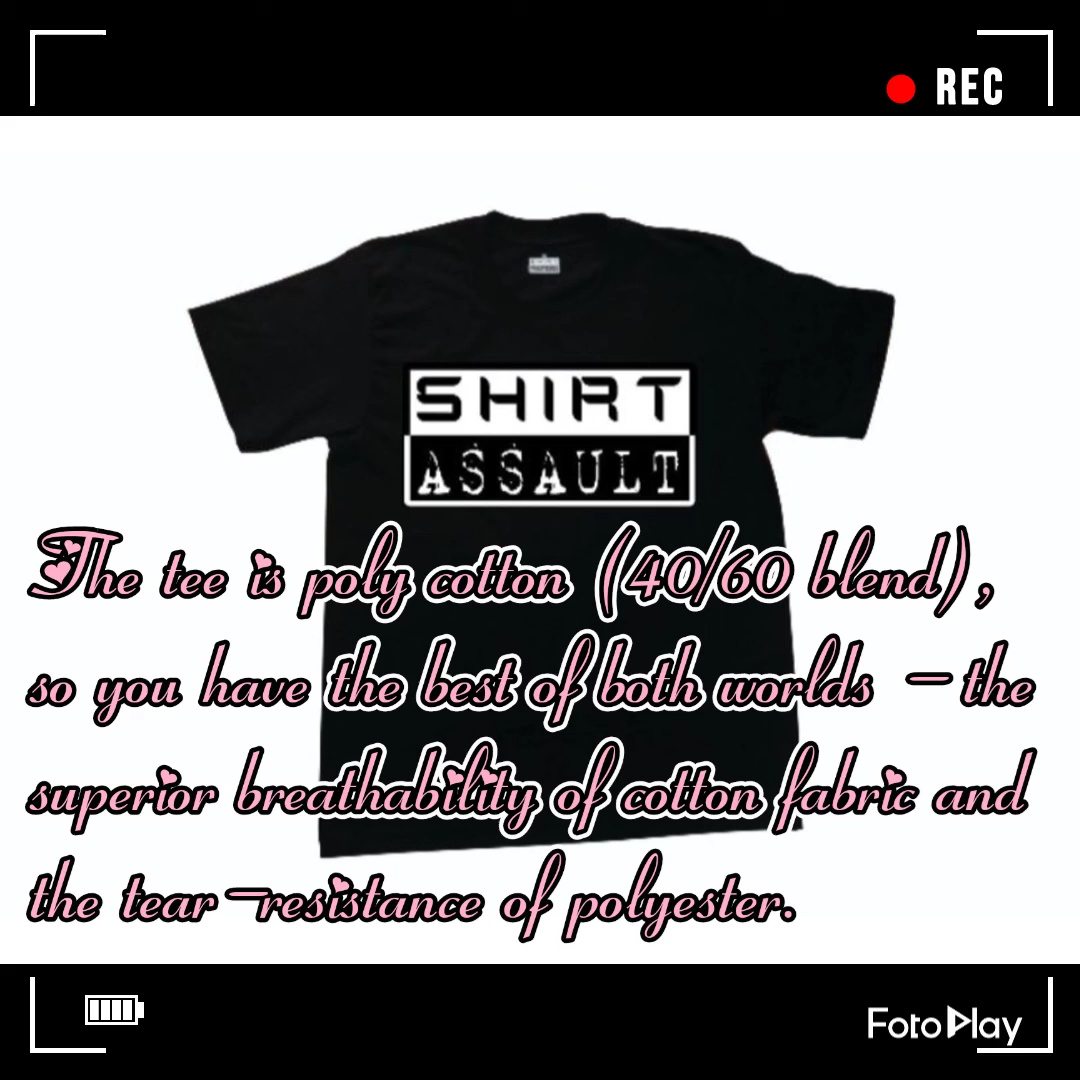 REC
SHIRT
ASSAULT
The tee is poly cotton (40/60 blend),
so you have the best of both worlds – the
superior breathability of cotton fabric and
the tear-resistance of polyester.
FotoPlay